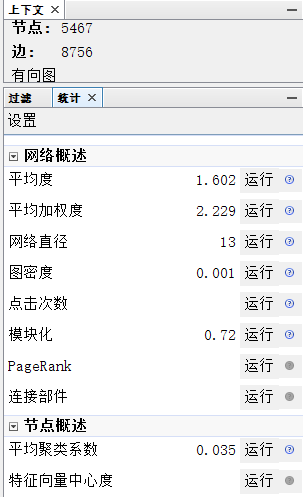 上下文 ×
节点: 5467
边: 8756
有向图
过滤 统计 ×
设置
网络概述
平均度 1.602 运行
平均加权度 2.229 运行
网络直径 13 运行
图密度 0.001 运行
点击次数 运行
模块化 0.72 运行
PageRank 运行
连接部件 运行
节点概述
平均聚类系数 0.035 运行
特征向量中心度 运行